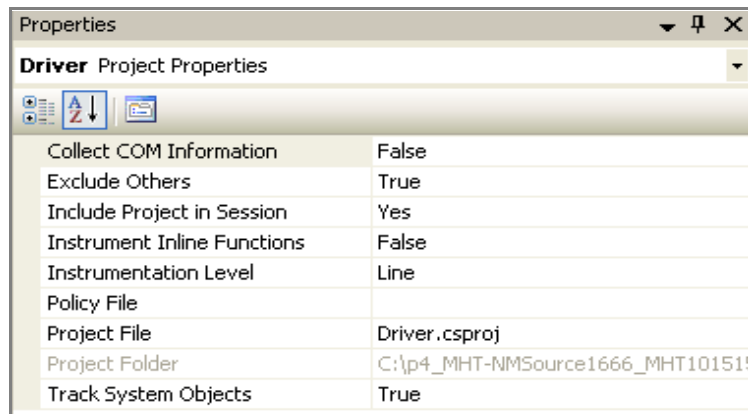 Properties
Driver Project Properties
Collect COM Information False
Exclude Others True
Include Project in Session Yes
Instrument Inline Functions False
Instrumentation Level Line
Policy File
Project File Driver.csproj
Project Folder C:\p4_MHT-NMSource1666_MHT101515
Track System Objects True